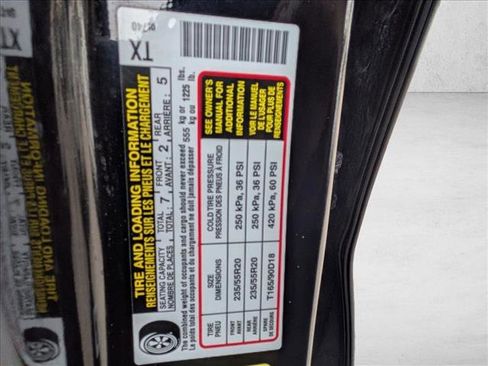 TX
01740
TIRE AND LOADING INFORMATION
RENSEIGNEMENTS SUR LES PNEUS ET LE CHARGEMENT
SEATING CAPACITY TOTAL: 7 FRONT 2 REAR 5
NOMBRE DE PLACES TOTAL: 7 AVANT: 2 ARRIÈRE: 5
The combined weight of occupants and cargo should never exceed 555 kg or 1225 lbs.
Le poids total des occupants et du chargement ne doit jamais dépasser 555 kg ou 1225 lb.
TIRE SIZE COLD TIRE PRESSURE
PNEU DIMENSIONS PRESSION DES PNEUS À FROID
FRONT
AVANT 235/55R20 250 kPa, 36 PSI
REAR
ARRIÈRE 235/55R20 250 kPa, 36 PSI
SPARE
DE SECOURS T165/90D18 420 kPa, 60 PSI
SEE OWNER'S
MANUAL FOR
ADDITIONAL
INFORMATION
VOIR LE MANUEL
DE L'USAGER
POUR PLUS DE
RENSEIGNEMENTS